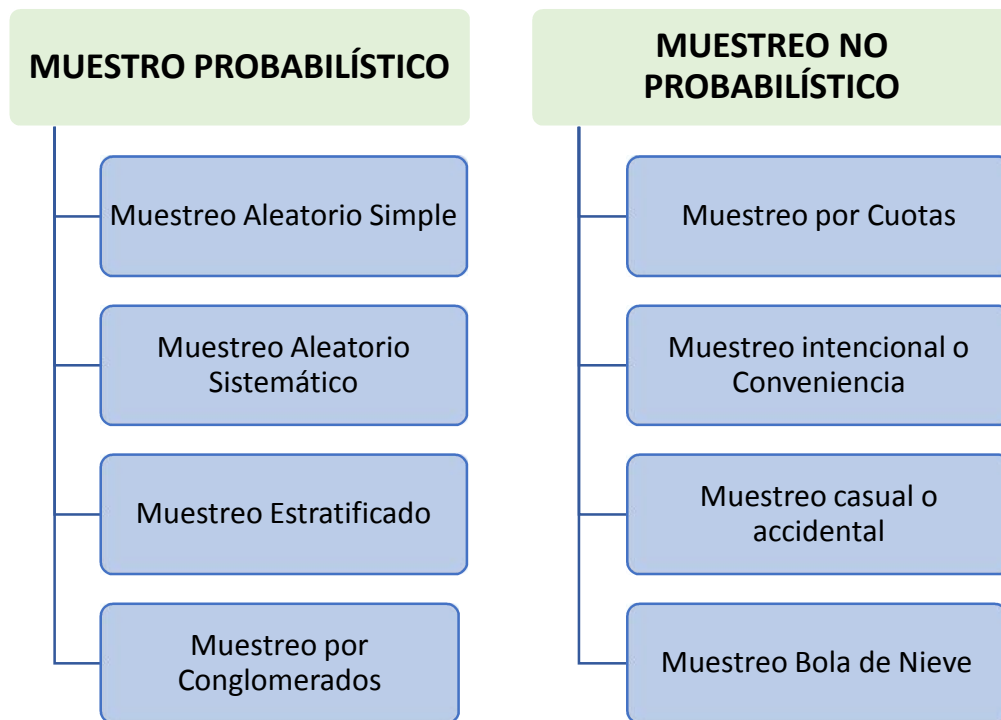 MUESTRO PROBABILÍSTICO
Muestreo Aleatorio Simple
Muestreo Aleatorio
Sistemático
Muestreo Estratificado
Muestreo por
Conglomerados
MUESTREO NO
PROBABILÍSTICO
Muestreo por Cuotas
Muestreo intencional o
Conveniencia
Muestreo casual o
accidental
Muestreo Bola de Nieve